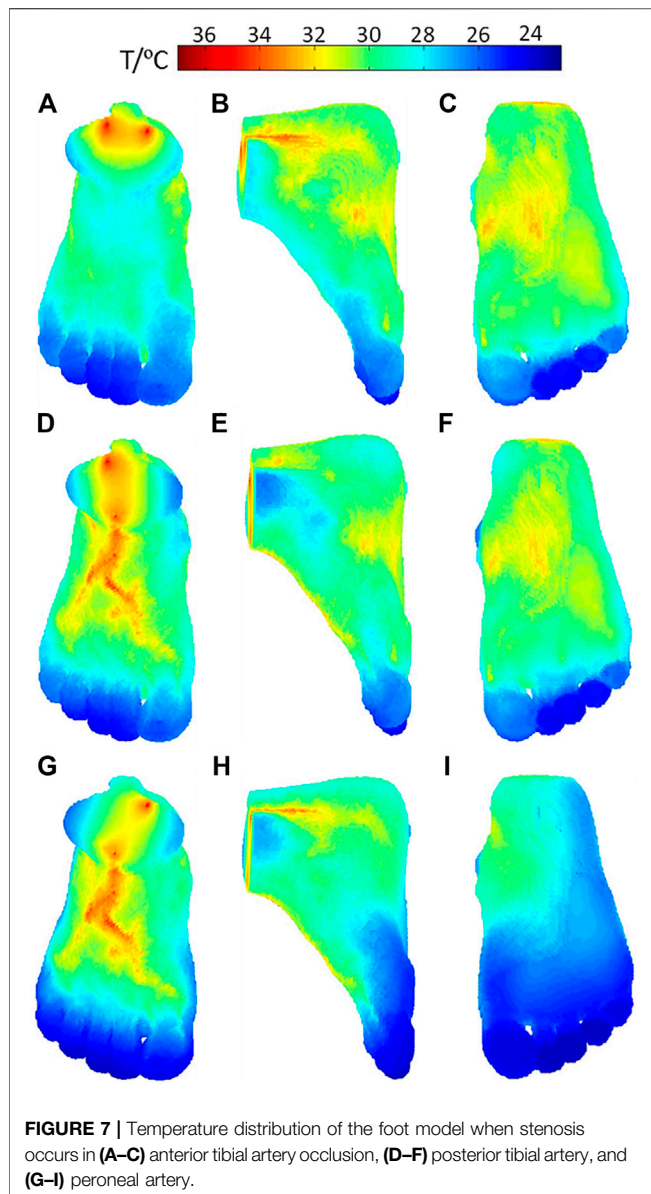 36 34 32 30 28 26 24
T/ºC
A B C
D E F
G H I
FIGURE 7 | Temperature distribution of the foot model when stenosis
occurs in (A–C) anterior tibial artery occlusion, (D–F) posterior tibial artery, and
(G–I) peroneal artery.